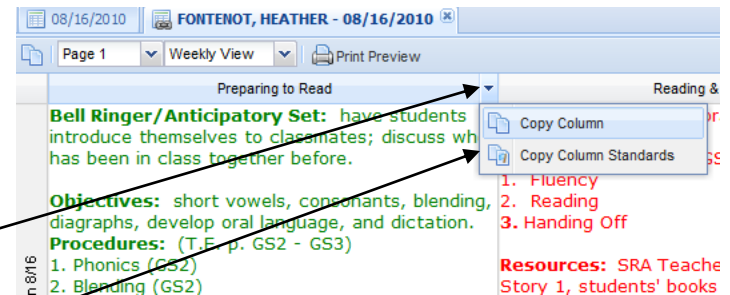 08/16/2010 FONTENOT, HEATHER - 08/16/2010
Page 1 Weekly View Print Preview
Preparing to Read Reading &
Bell Ringer/Anticipatory Set: have students
introduce themselves to classmates; discuss wh
has been in class together before.
Objectives: short vowels, consonants, blending,
diagraphs, develop oral language, and dictation.
Procedures: (T.E. p. GS2 - GS3)
1. Phonics (GS2)
2. Blending (GS2)
Copy Column
Copy Column Standards
1. Fluency
2. Reading
3. Handing Off
Resources: SRA Teache
Story 1, students' books
n 8/16